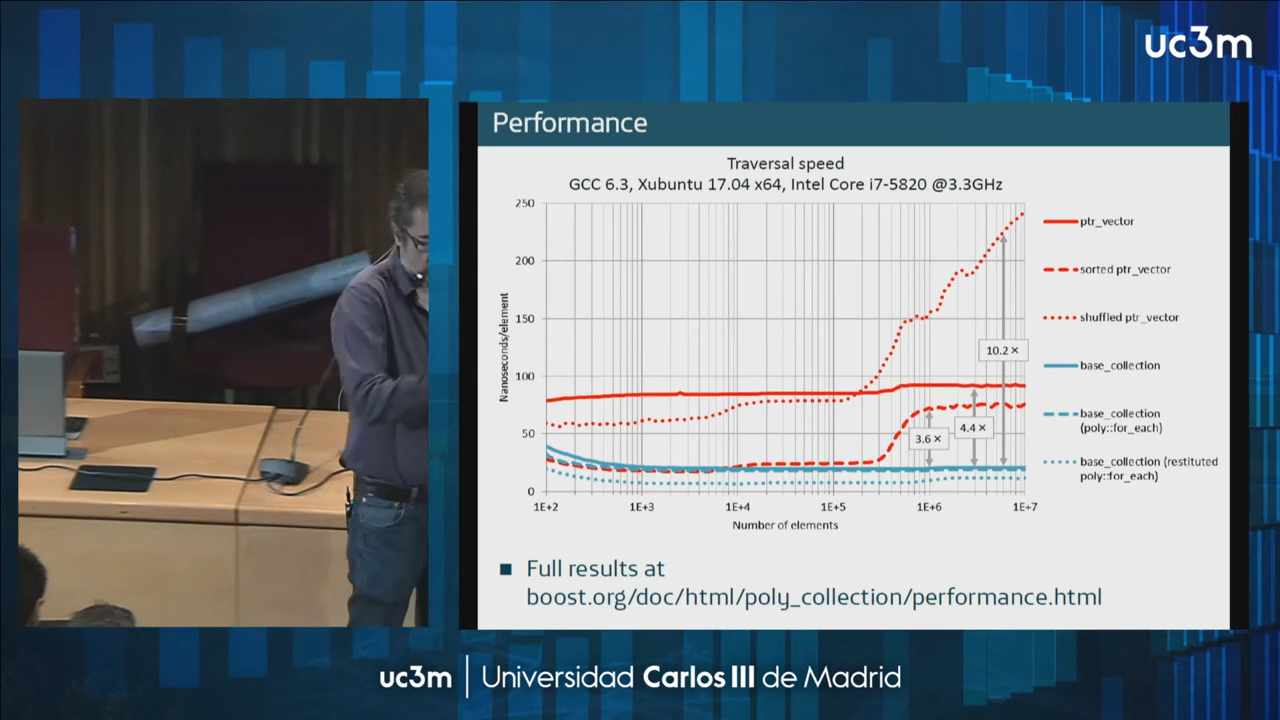 uc3m
Performance
Traversal speed
GCC 6.3, Xubuntu 17.04 x64, Intel Core i7-5820 @3.3GHz
250
200
150
100
50
0
Nanoseconds/element
1E+2
1E+3
1E+4
1E+5
1E+6
1E+7
Number of elements
10.2 ×
4.4 ×
3.6 ×
ptr_vector
sorted ptr_vector
shuffled ptr_vector
base_collection
base_collection
(poly::for_each)
base_collection (restituted
poly::for_each)
Full results at
boost.org/doc/html/poly_collection/performance.html
uc3m | Universidad Carlos III de Madrid